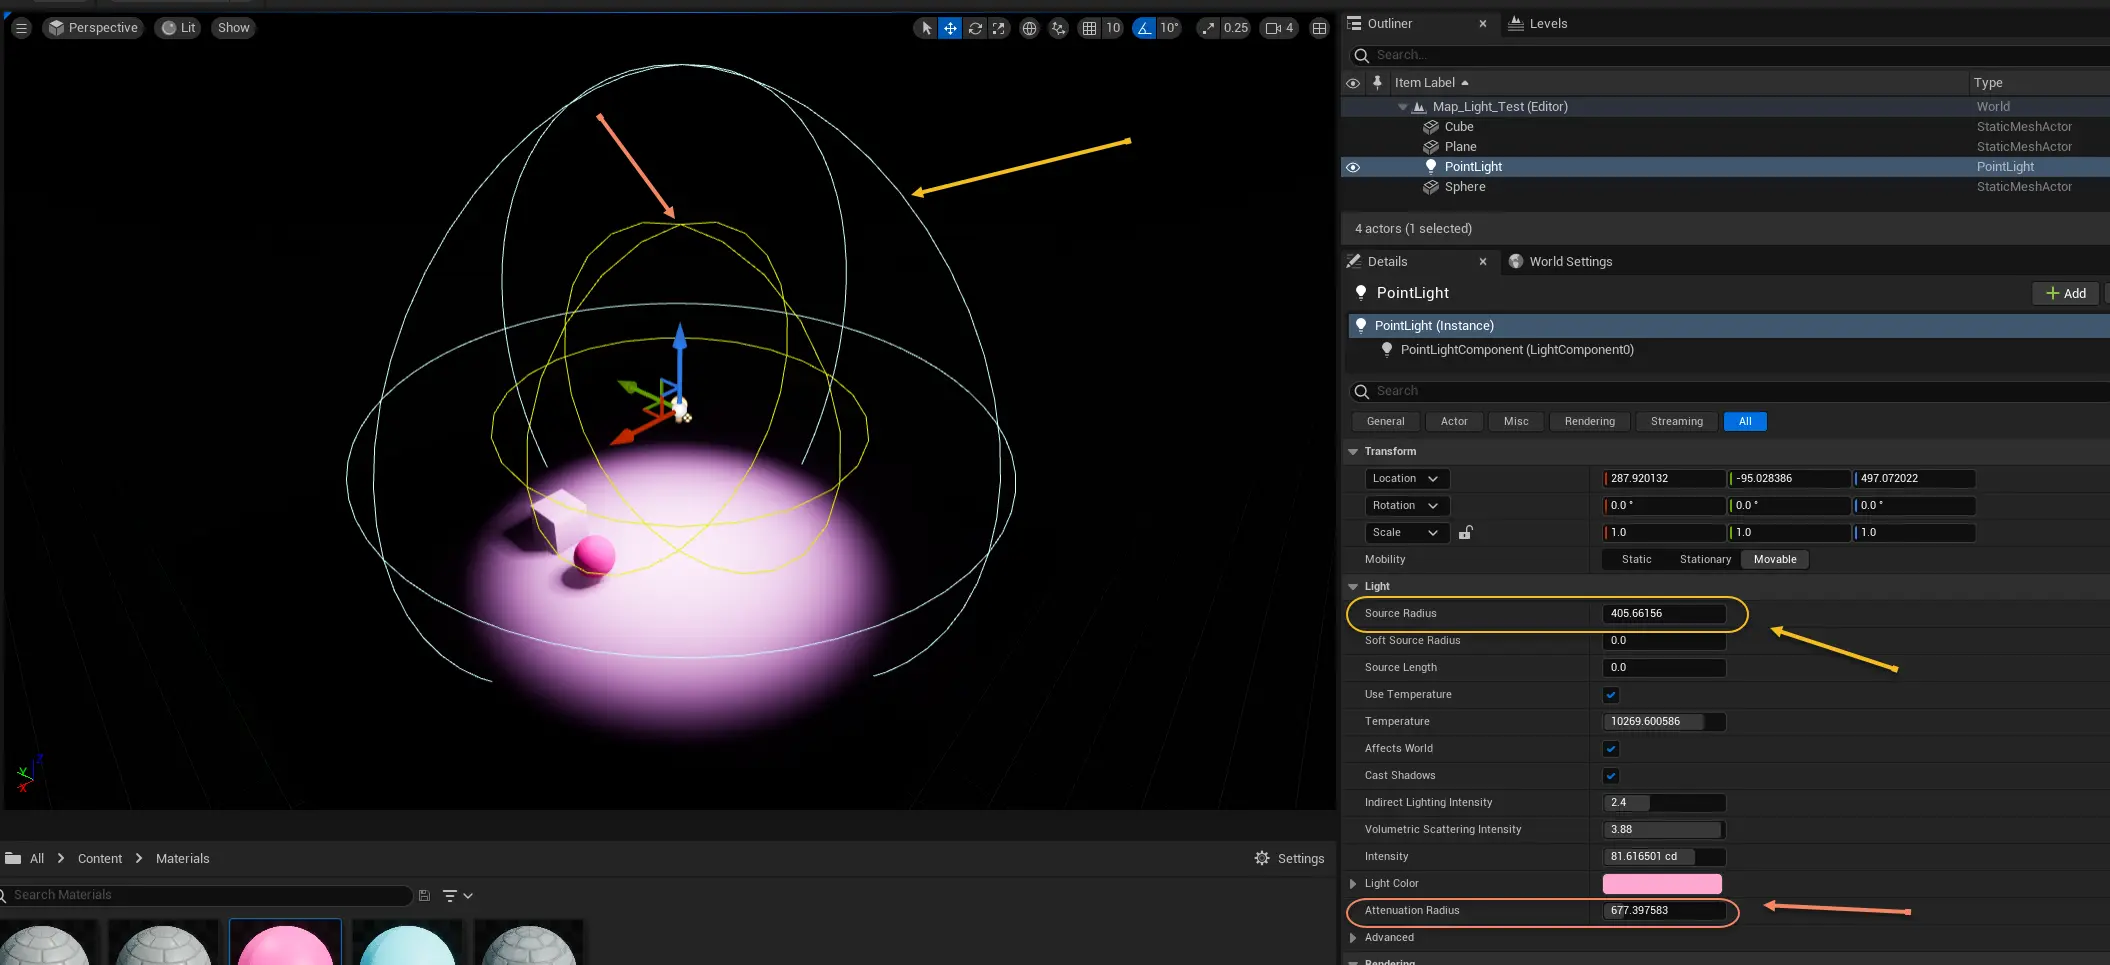 Perspective Lit Show 10 10° 0.25 4
Outliner Levels
Search...
Item Label Type
Map_Light_Test (Editor) World
Cube StaticMeshActor
Plane StaticMeshActor
PointLight PointLight
Sphere StaticMeshActor
4 actors (1 selected)
Details World Settings
PointLight Add
PointLight (Instance)
PointLightComponent (LightComponent0)
Search
General Actor Misc Rendering Streaming All
Transform
Location 287.920132 -95.028386 497.072022
Rotation 0.0 ° 0.0 ° 0.0 °
Scale 1.0 1.0 1.0
Mobility Static Stationary Movable
Light
Source Radius 405.66156
Soft Source Radius 0.0
Source Length 0.0
Use Temperature
Temperature 10269.600586
Affects World
Cast Shadows
Indirect Lighting Intensity 2.4
Volumetric Scattering Intensity 3.88
Intensity 81.616501 cd
Light Color
Attenuation Radius 677.397583
Advanced
Rendering
Z
Y
X
All Content Materials Settings
Search Materials